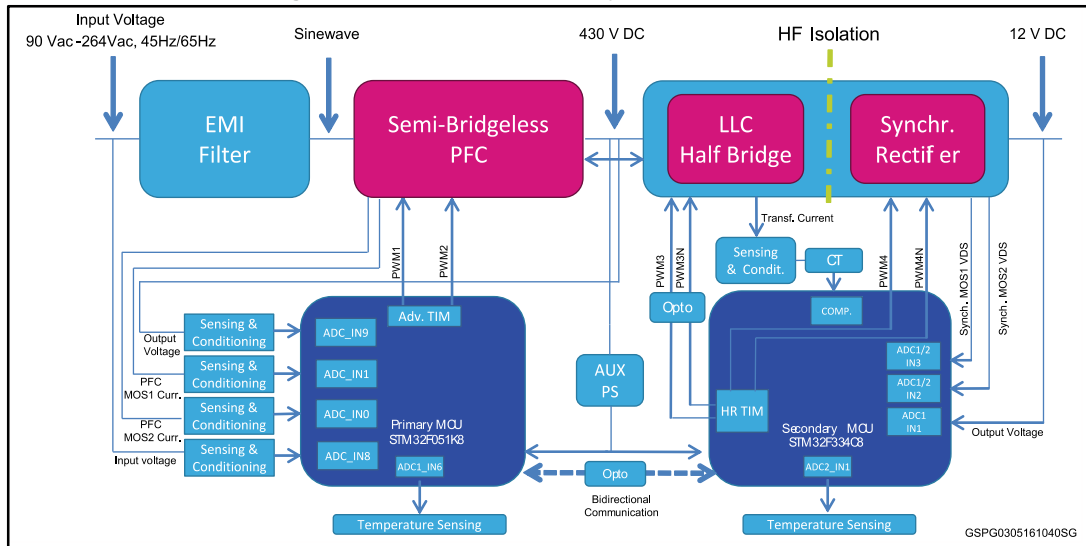 Input Voltage
90 Vac -264Vac, 45Hz/65Hz
Sinewave
430 V DC
HF Isolation
12 V DC
EMI
Filter
Semi-Bridgeless
PFC
LLC
Half Bridge
Synchr.
Rectifier
Transf. Current
PWM1
PWM2
PWM3
PWM3N
PWM4
PWM4N
Synch. MOS1 VDS
Synch. MOS2 VDS
Sensing
& Condit.
CT
Opto
COMP.
Adv. TIM
Sensing &
Conditioning
Output
Voltage
ADC_IN9
Sensing &
Conditioning
PFC
MOS1 Curr.
ADC_IN1
Sensing &
Conditioning
PFC
MOS2 Curr.
ADC_IN0
Sensing &
Conditioning
Input voltage
ADC_IN8
Primary MCU
STM32F051K8
ADC1_IN6
Temperature Sensing
AUX
PS
Opto
Bidirectional
Communication
HR TIM
ADC1/2
IN3
ADC1/2
IN2
ADC1
IN1
Output Voltage
Secondary MCU
STM32F334C8
ADC2_IN1
Temperature Sensing
GSPG0305161040SG